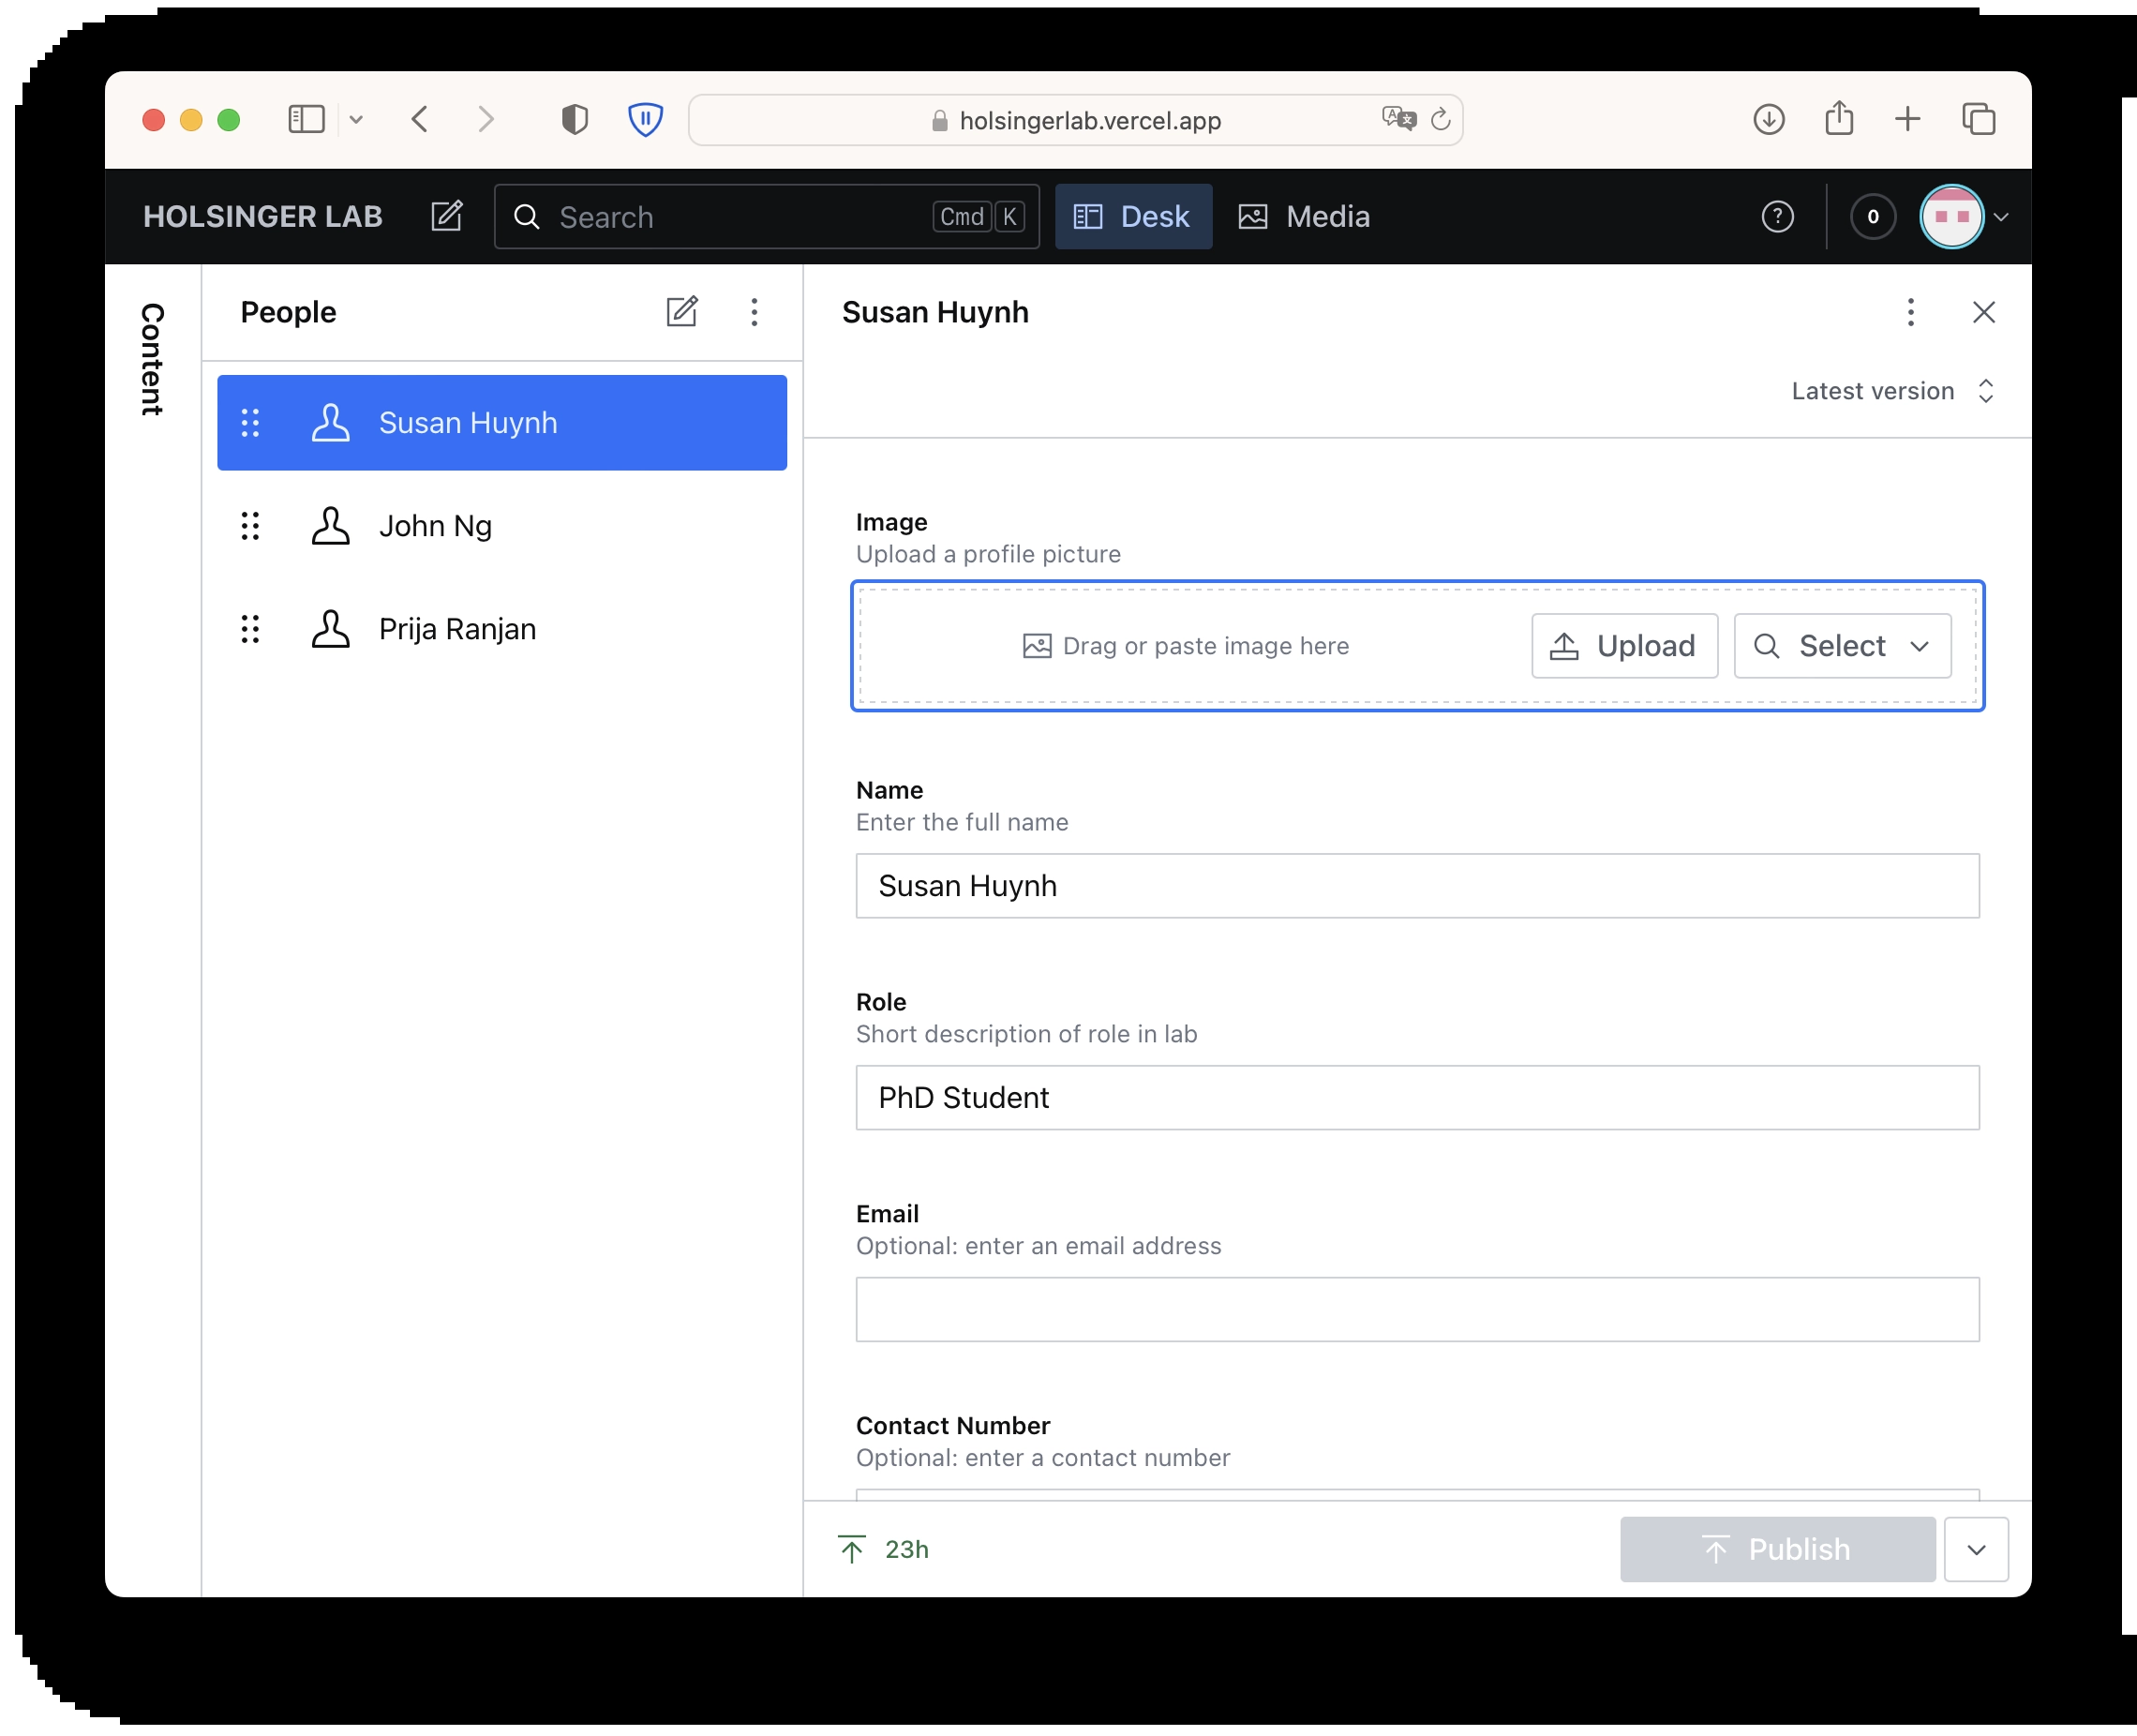 holsingerlab.vercel.app
HOLSINGER LAB
Search
Cmd K
Desk
Media
0
Content
People
Susan Huynh
John Ng
Prija Ranjan
Susan Huynh
Latest version
Image
Upload a profile picture
Drag or paste image here
Upload
Select
Name
Enter the full name
Susan Huynh
Role
Short description of role in lab
PhD Student
Email
Optional: enter an email address
Contact Number
Optional: enter a contact number
23h
Publish